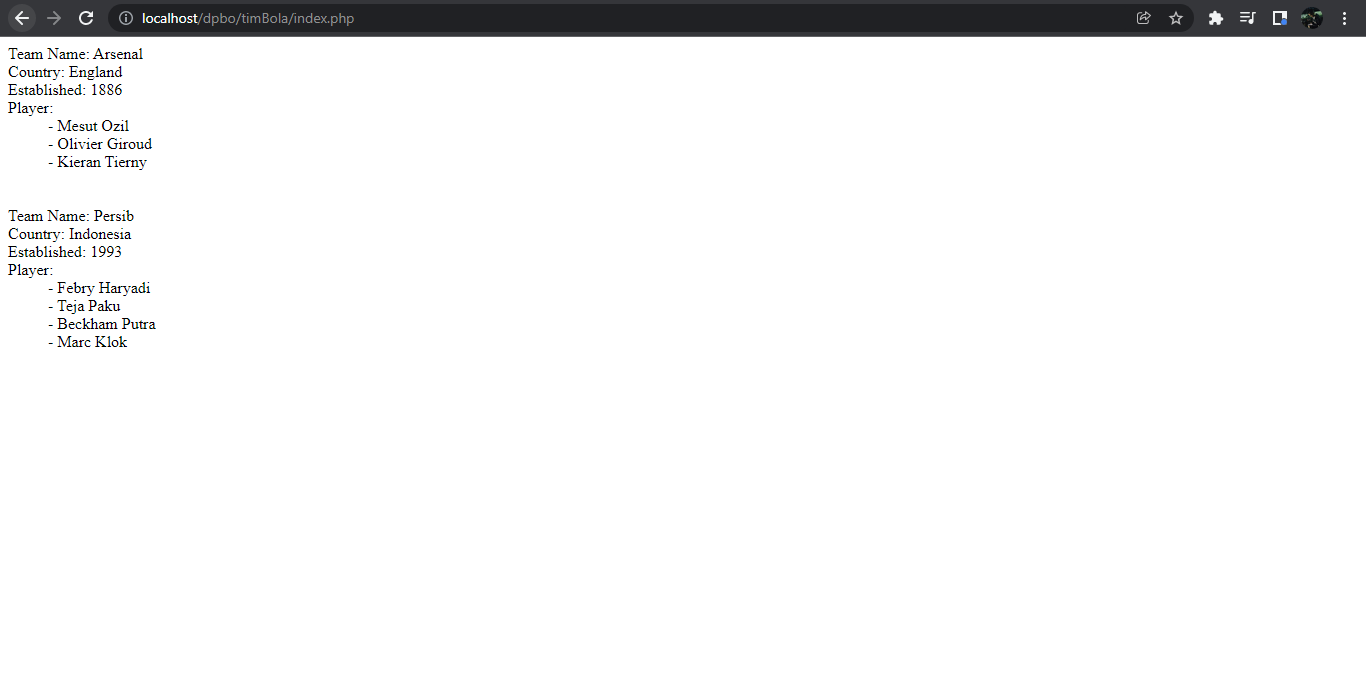 localhost/dpbo/timBola/index.php
Team Name: Arsenal
Country: England
Established: 1886
Player:
- Mesut Ozil
- Olivier Giroud
- Kieran Tierny
Team Name: Persib
Country: Indonesia
Established: 1993
Player:
- Febry Haryadi
- Teja Paku
- Beckham Putra
- Marc Klok